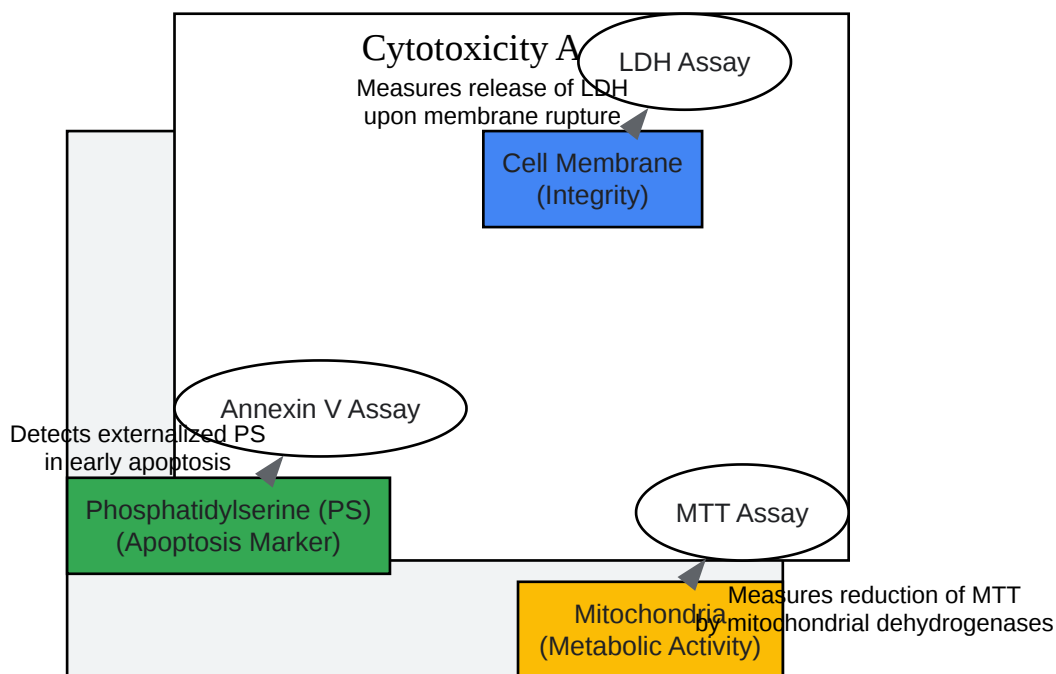 Cytotoxicity A
LDH Assay
Measures release of LDH
upon membrane rupture
Cell Membrane
(Integrity)
Annexin V Assay
Detects externalized PS
in early apoptosis
Phosphatidylserine (PS)
(Apoptosis Marker)
MTT Assay
Measures reduction of MTT
by mitochondrial dehydrogenases
Mitochondria
(Metabolic Activity)